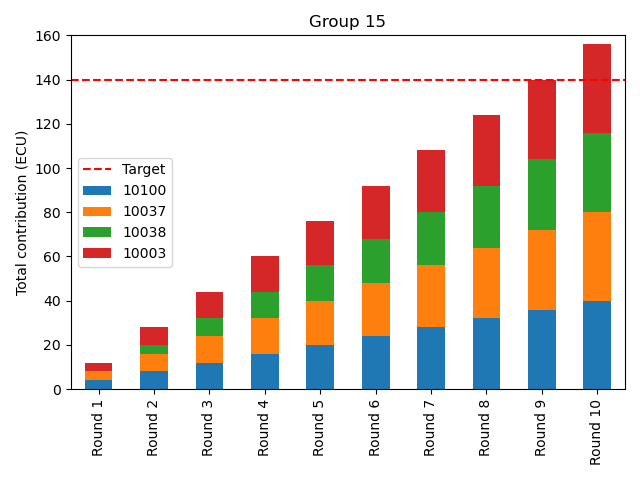 Group 15
Total contribution (ECU)
160
140
120
100
80
60
40
20
0
Target
10100
10037
10038
10003
Round 1
Round 2
Round 3
Round 4
Round 5
Round 6
Round 7
Round 8
Round 9
Round 10